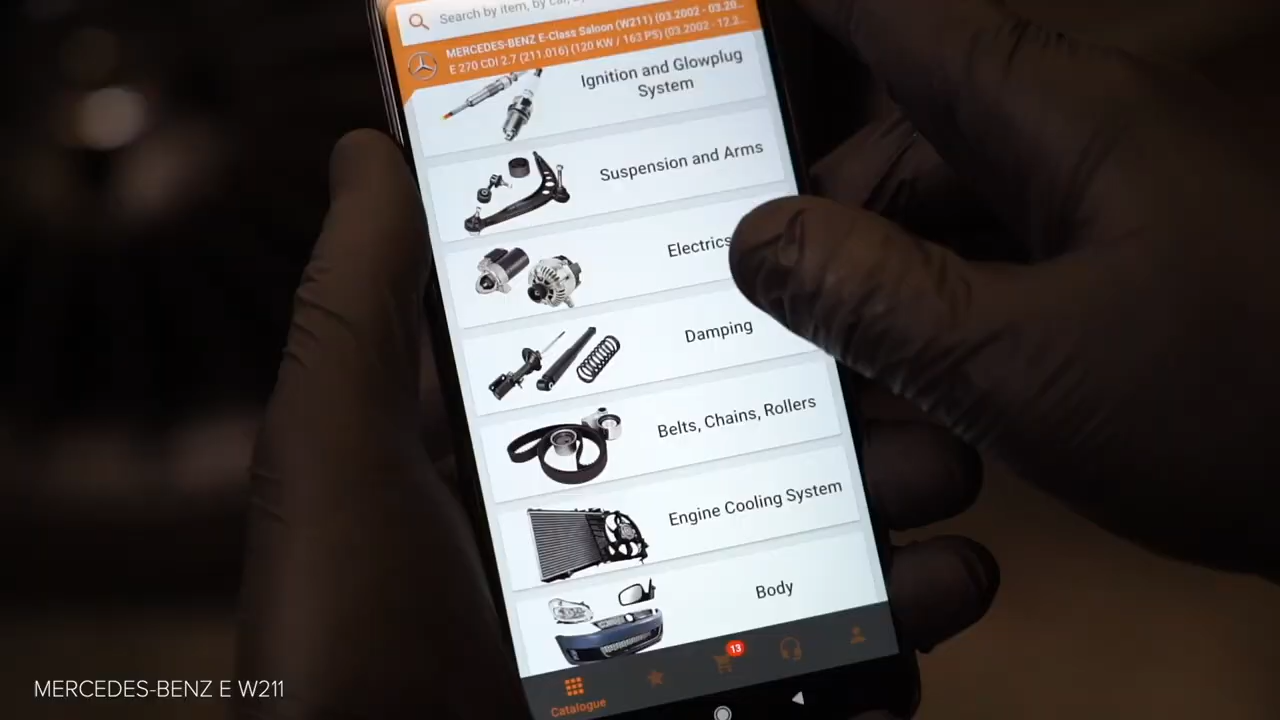 Search by item, by car, by
MERCEDES-BENZ E-Class Saloon (W211) (03.2002 - 03.20...
E 270 CDI 2.7 (211.016) (120 KW / 163 PS) (03.2002 - 12.2...
Ignition and Glowplug
System
Suspension and Arms
Electrics
Damping
Belts, Chains, Rollers
Engine Cooling System
Body
13
Catalogue
MERCEDES-BENZ E W211